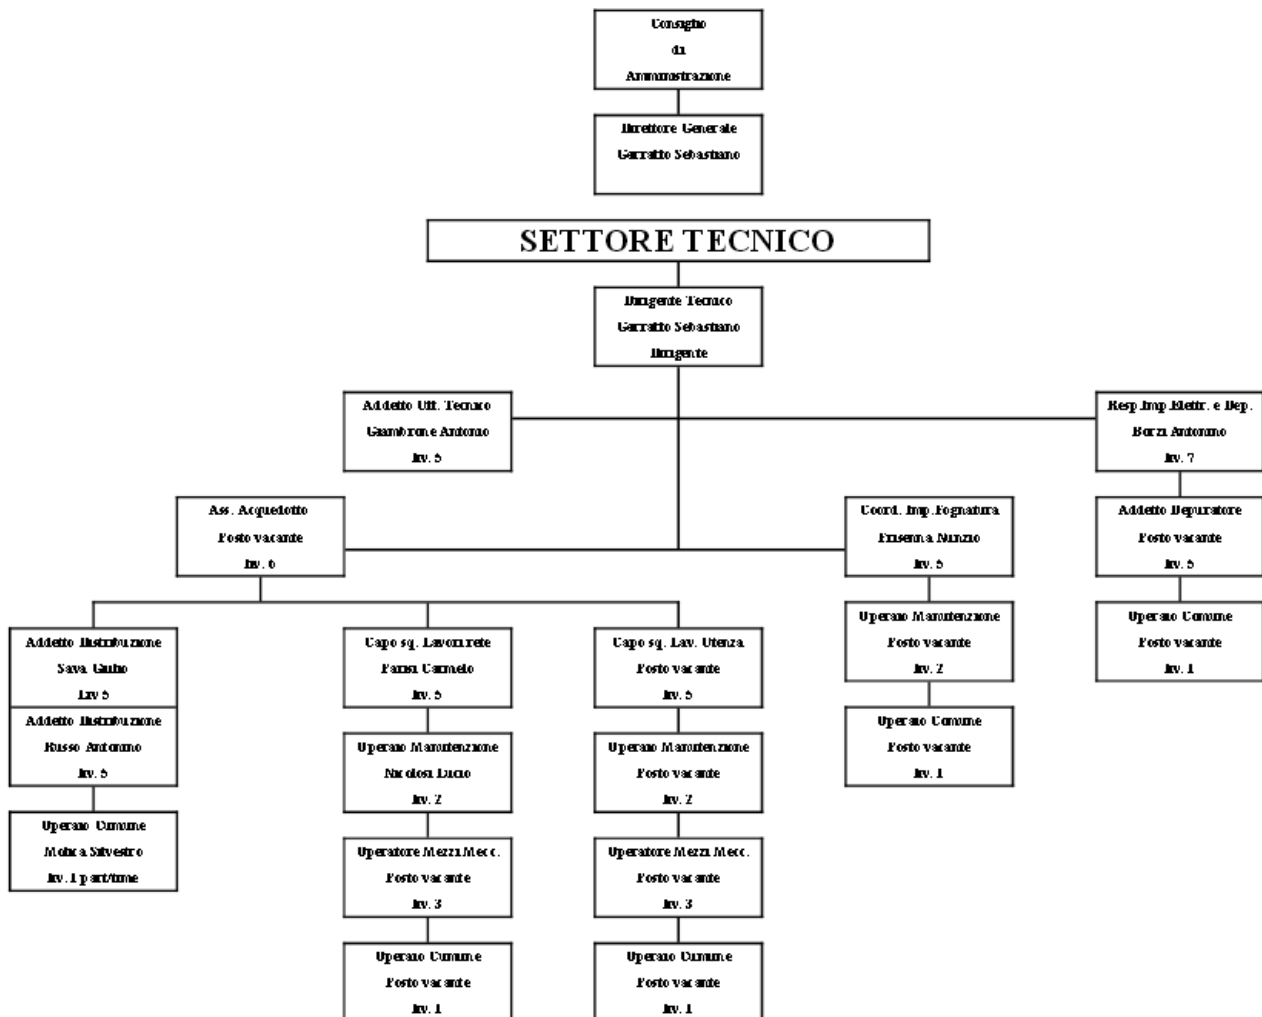 Consiglio
di
Amministrazione
Direttore Generale
Garratto Sebastiano
SETTORE TECNICO
Dirigente Tecnico
Garratto Sebastiano
Dirigente
Addetto Uff. Tecnico
Giambrone Antonio
liv. 5
Resp.Imp.Elettr. e Dep.
Borzì Antonino
liv. 7
Ass. Acquedotto
Posto vacante
liv. 6
Coord. Imp.Fognatura
Frisenna Nunzio
liv. 5
Addetto Depuratore
Posto vacante
liv. 5
Addetto Distribuzione
Sava Giulio
Liv 5
Capo sq. Lavori rete
Parisi Carmelo
liv. 5
Capo sq. Lav. Utenza
Posto vacante
liv. 5
Operaio Manutenzione
Posto vacante
liv. 2
Operaio Comune
Posto vacante
liv. 1
Addetto Distribuzione
Russo Antonino
liv. 5
Operaio Manutenzione
Nicolosi Lucio
liv. 2
Operaio Manutenzione
Posto vacante
liv. 2
Operaio Comune
Posto vacante
liv. 1
Operaio Comune
Silvestro
liv. 1 part/time
Operatore Mezzi Mecc.
Posto vacante
liv. 3
Operatore Mezzi Mecc.
Posto vacante
liv. 3
Operaio Comune
Posto vacante
liv. 1
Operaio Comune
Posto vacante
liv. 1